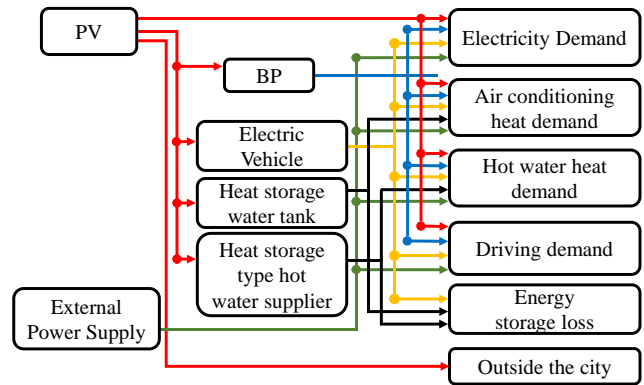 PV
BP
Electric
Vehicle
Heat storage
water tank
Heat storage
type hot
water supplier
External
Power Supply
Electricity Demand
Air conditioning
heat demand
Hot water heat
demand
Driving demand
Energy
storage loss
Outside the city